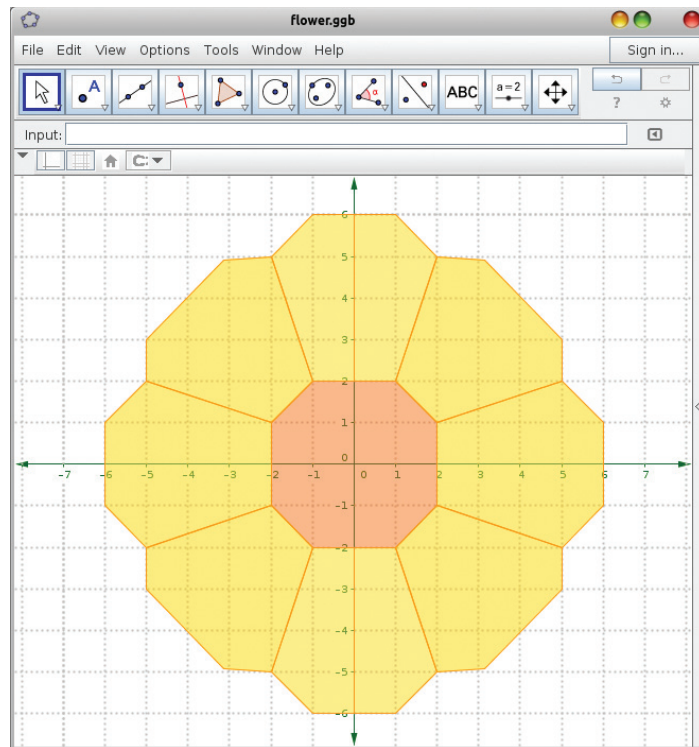 flower.ggb
File Edit View Options Tools Window Help
Sign in...
A
α
ABC
a=2
?
Input:
6
5
4
3
2
1
0
-7 -6 -5 -4 -3 -2 -1 0 1 2 3 4 5 6 7
-1
-2
-3
-4
-5
-6